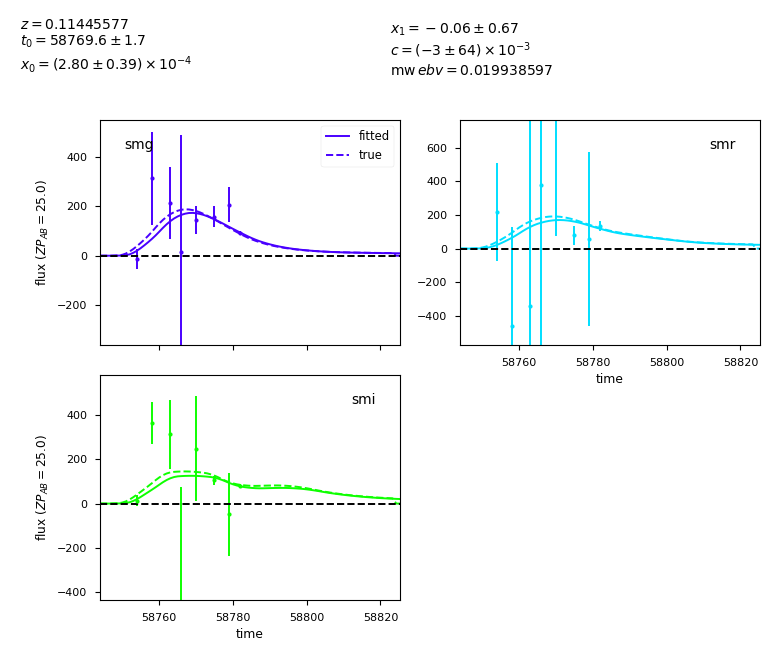 z = 0.11445577
t₀ = 58769.6 ± 1.7
x₀ = (2.80 ± 0.39) × 10⁻⁴
x₁ = −0.06 ± 0.67
c = (−3 ± 64) × 10⁻³
mw ebv = 0.019938597
smg
fitted
true
400
200
0
−200
flux (ZP_AB = 25.0)
smr
600
400
200
0
−200
−400
58760 58780 58800 58820
time
smi
400
200
0
−200
−400
flux (ZP_AB = 25.0)
58760 58780 58800 58820
time